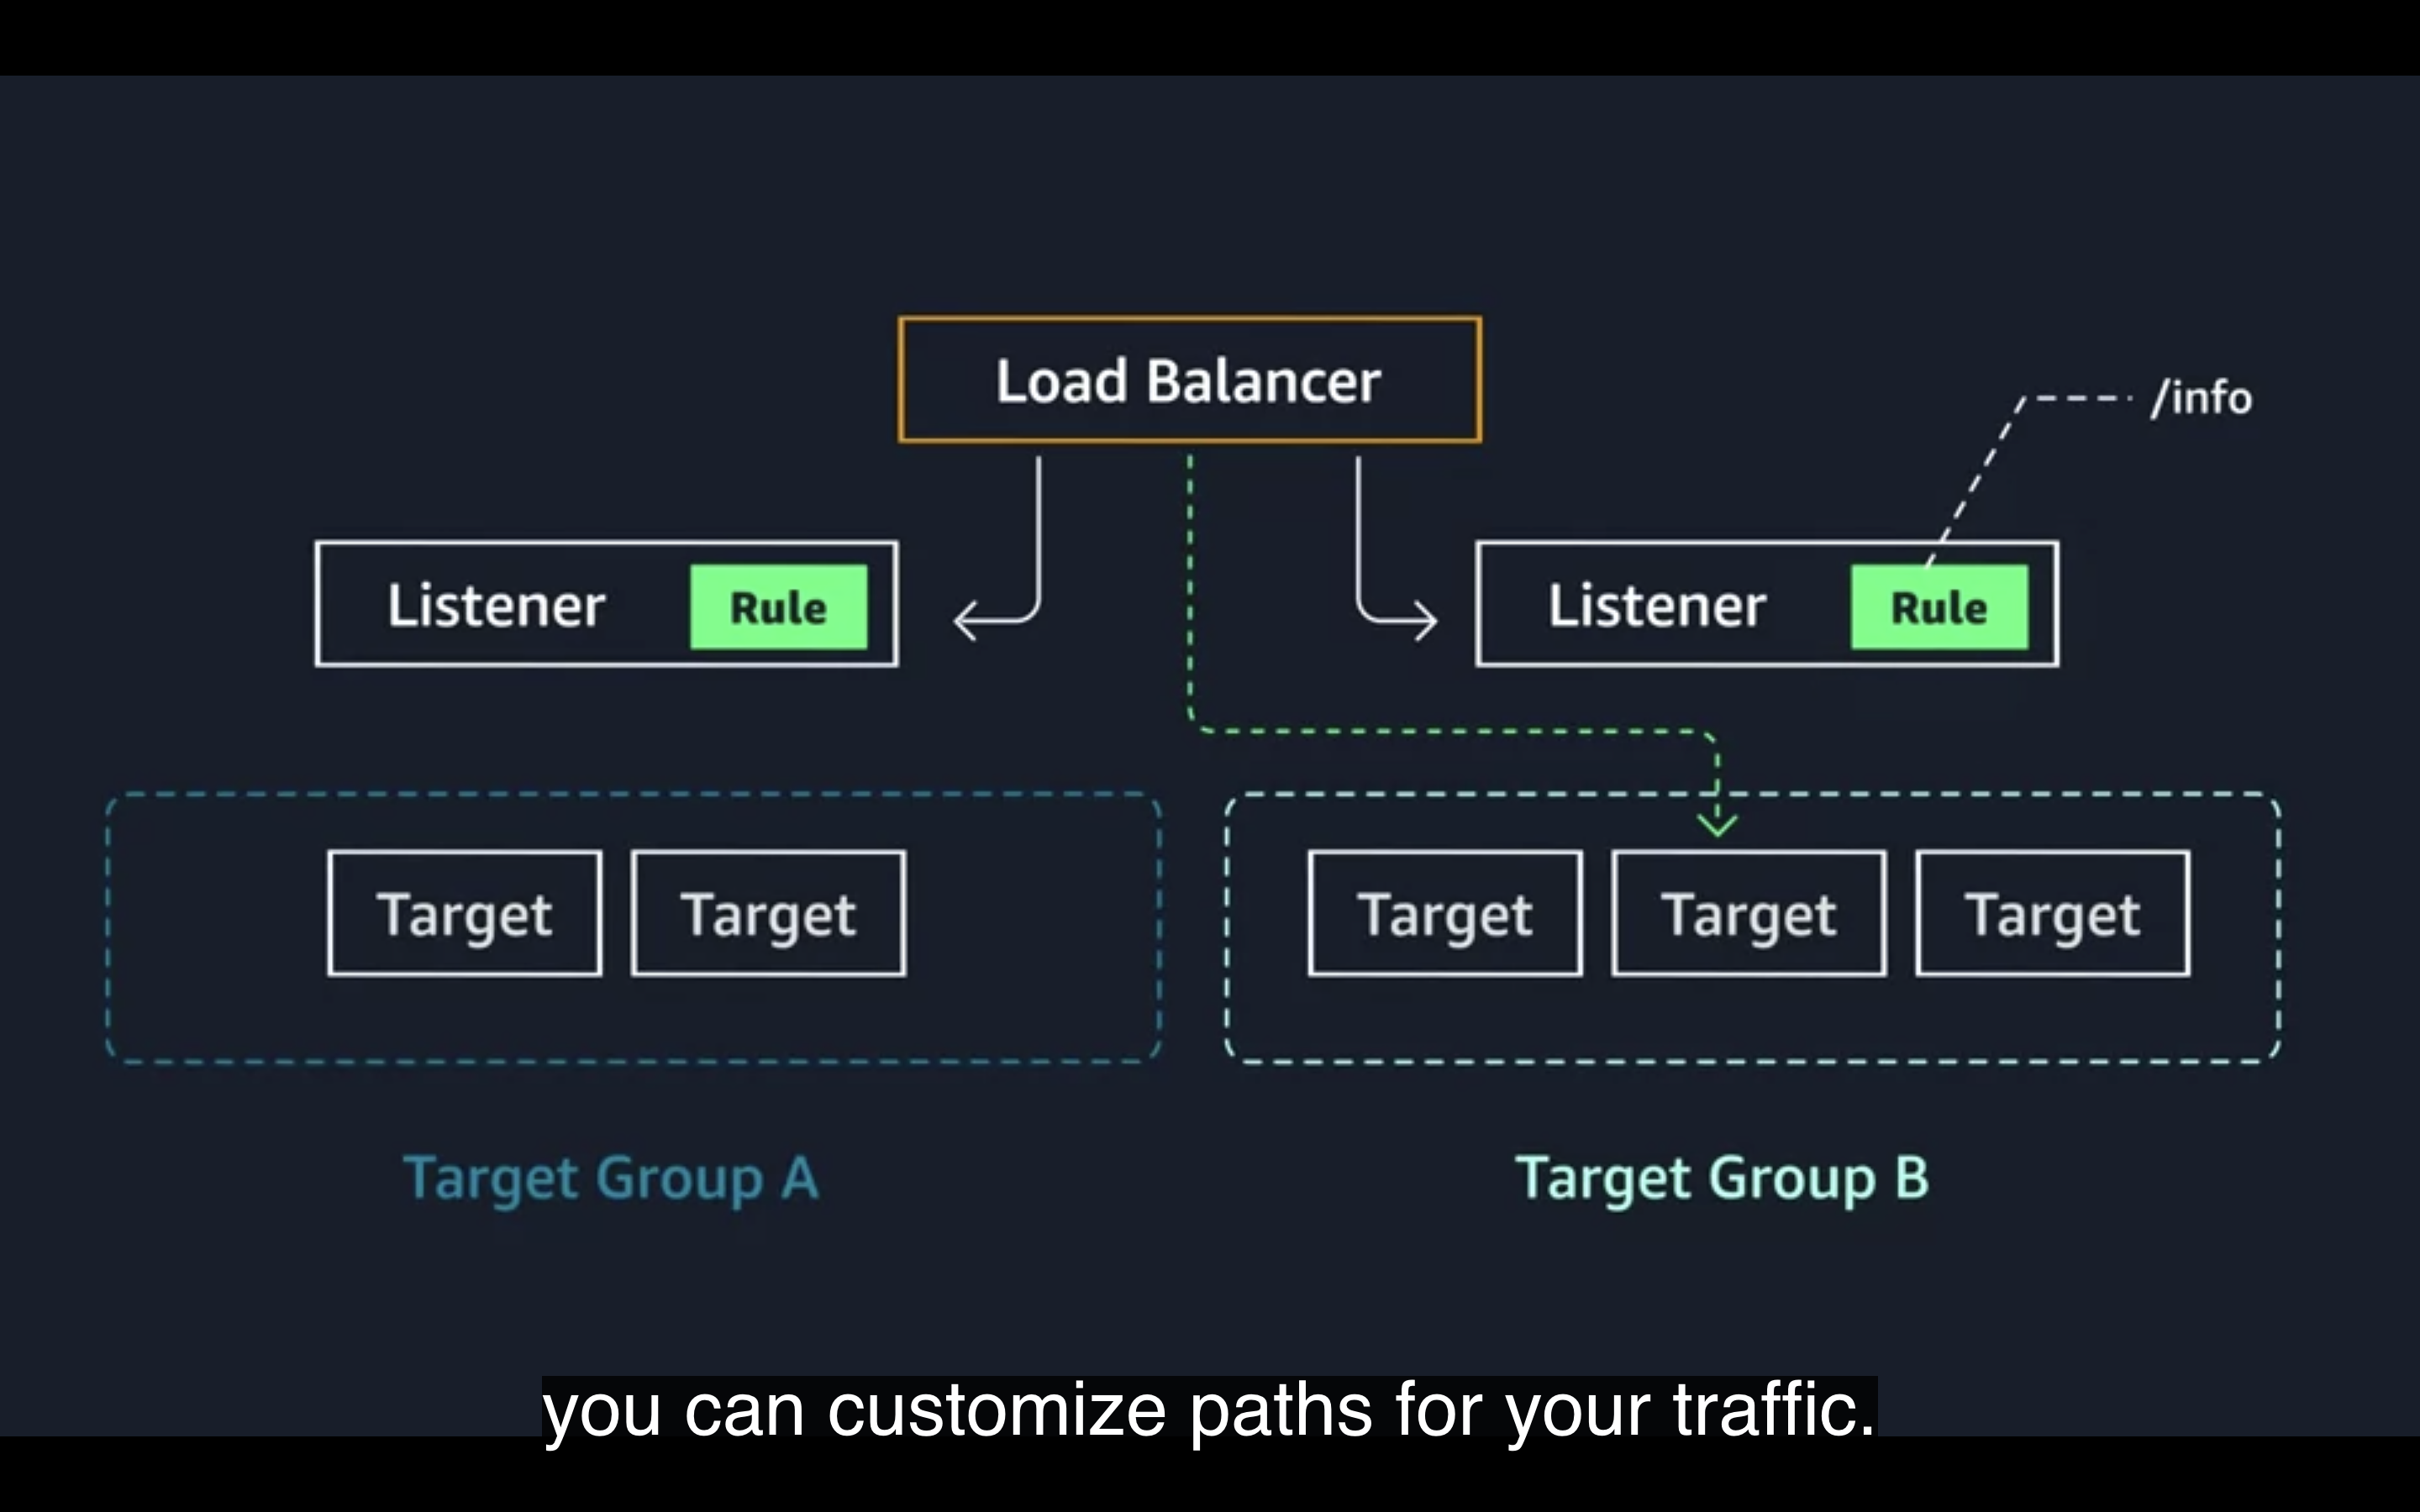 Load Balancer
/info
Listener Rule
Listener Rule
Target Target
Target Target Target
Target Group A
Target Group B
you can customize paths for your traffic.